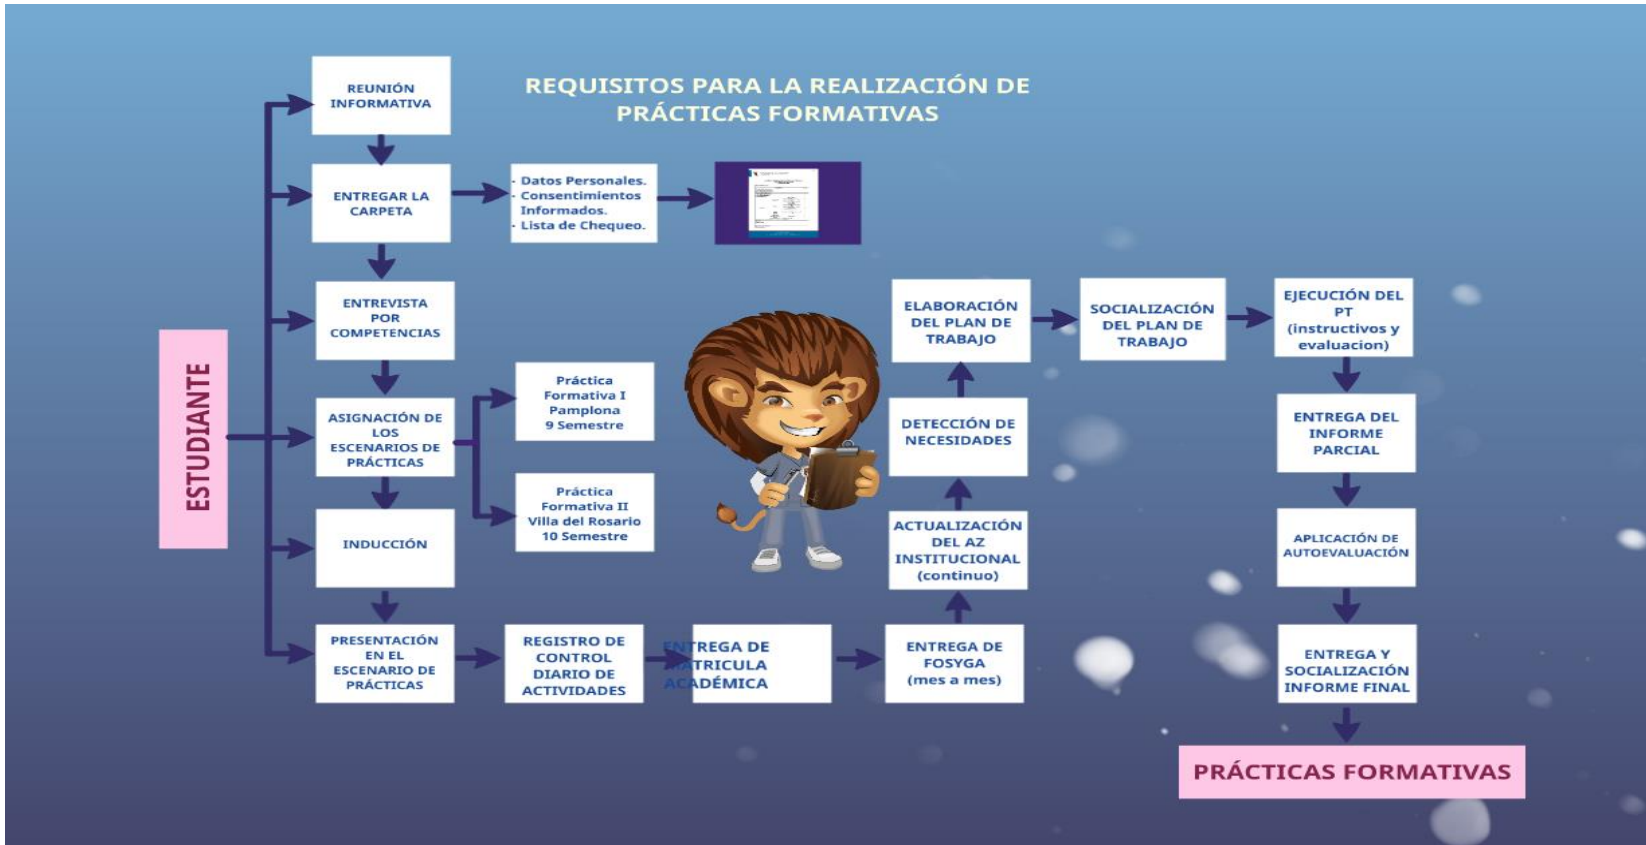 REQUISITOS PARA LA REALIZACIÓN DE
PRÁCTICAS FORMATIVAS
ESTUDIANTE
REUNIÓN
INFORMATIVA
ENTREGAR LA
CARPETA
- Datos Personales.
- Consentimientos
Informados.
- Lista de Chequeo.
ENTREVISTA
POR
COMPETENCIAS
ASIGNACIÓN DE
LOS
ESCENARIOS DE
PRÁCTICAS
Práctica
Formativa I
Pamplona
9 Semestre
Práctica
Formativa II
Villa del Rosario
10 Semestre
INDUCCIÓN
PRESENTACIÓN
EN EL
ESCENARIO DE
PRÁCTICAS
REGISTRO DE
CONTROL
DIARIO DE
ACTIVIDADES
ENTREGA DE
MATRICULA
ACADÉMICA
ENTREGA DE
FOSYGA
(mes a mes)
ACTUALIZACIÓN
DEL AZ
INSTITUCIONAL
(continuo)
DETECCIÓN DE
NECESIDADES
ELABORACIÓN
DEL PLAN DE
TRABAJO
SOCIALIZACIÓN
DEL PLAN DE
TRABAJO
EJECUCIÓN DEL
PT
(instructivos y
evaluacion)
ENTREGA DEL
INFORME
PARCIAL
APLICACIÓN DE
AUTOEVALUACIÓN
ENTREGA Y
SOCIALIZACIÓN
INFORME FINAL
PRÁCTICAS FORMATIVAS